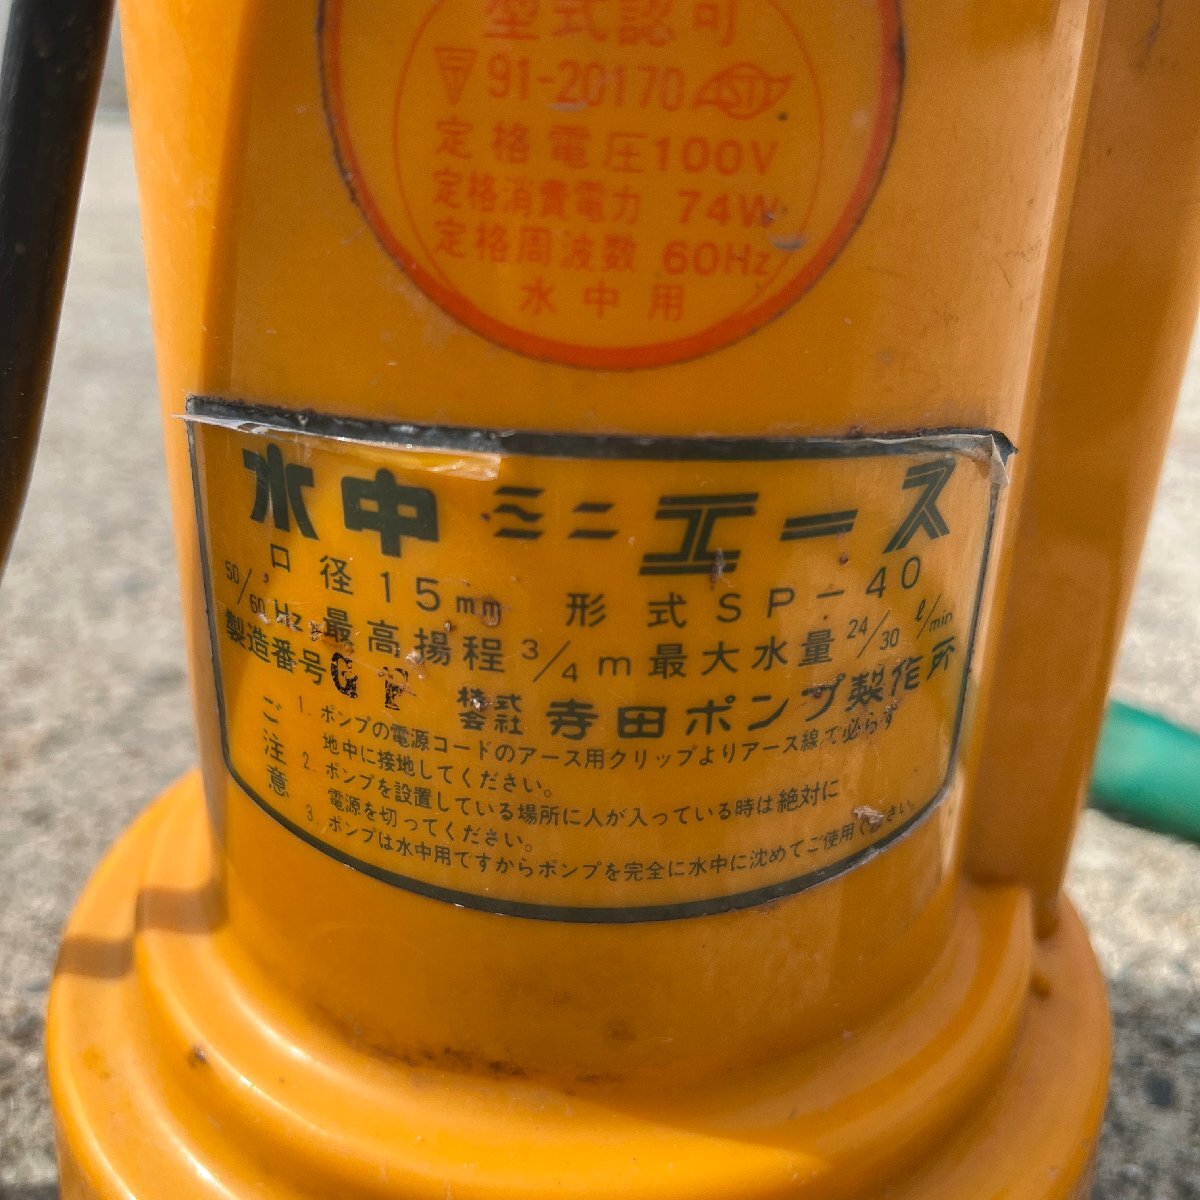 型式認可
▽ 91-20170
定格電圧100V
定格消費電力 74W
定格周波数 60Hz
水中用
水中ミニエース
口径15mm 形式SP-40
50/60Hz 最高揚程3/4m 最大水量24/30ℓ/min
製造番号GF 株式会社 寺田ポンプ製作所
ご注意
1. ポンプの電源コードのアース用クリップよりアース線で必らず
地中に接地してください。
2. ポンプを設置している場所に人が入っている時は絶対に
電源を切ってください。
3. ポンプは水中用ですからポンプを完全に水中に沈めてご使用ください。